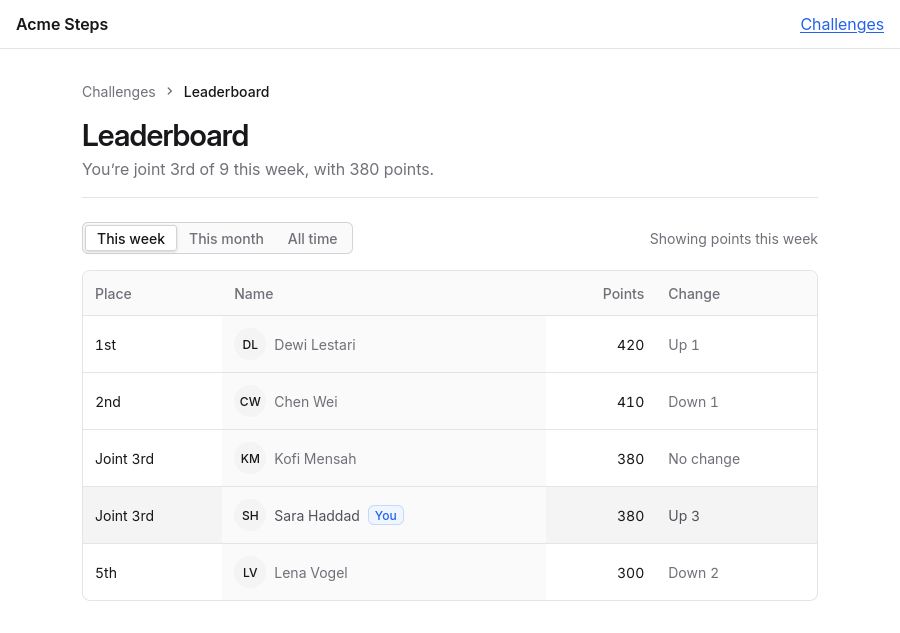 Acme Steps Challenges
Challenges > Leaderboard
Leaderboard
You're joint 3rd of 9 this week, with 380 points.
This week This month All time Showing points this week
Place Name Points Change
1st DL Dewi Lestari 420 Up 1
2nd CW Chen Wei 410 Down 1
Joint 3rd KM Kofi Mensah 380 No change
Joint 3rd SH Sara Haddad You 380 Up 3
5th LV Lena Vogel 300 Down 2